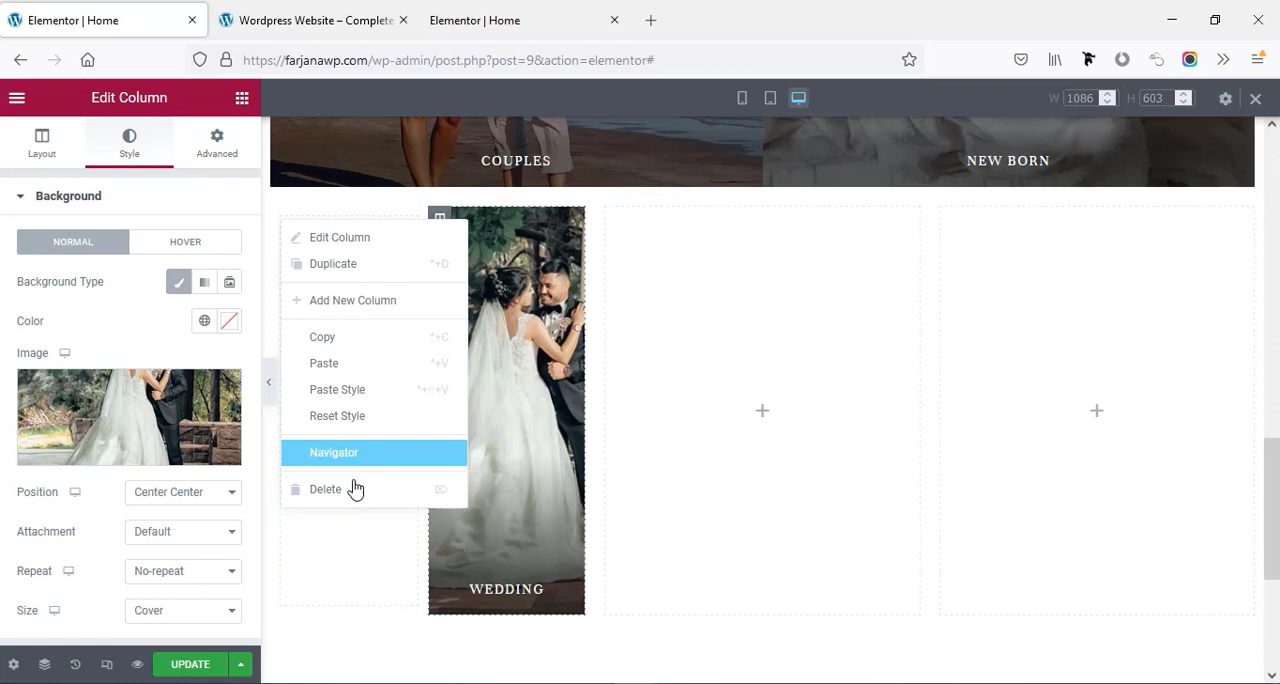 Elementor | Home
Wordpress Website – Complete
Elementor | Home
https://farjanawp.com/wp-admin/post.php?post=9&action=elementor#
Edit Column
W 1086 H 603
Layout Style Advanced
Background
NORMAL HOVER
Background Type
Color
Image
Position Center Center
Attachment Default
Repeat No-repeat
Size Cover
UPDATE
COUPLES NEW BORN
Edit Column
Duplicate ^+D
Add New Column
Copy ^+C
Paste ^+V
Paste Style ^+⇧+V
Reset Style
Navigator
Delete ⌦
WEDDING